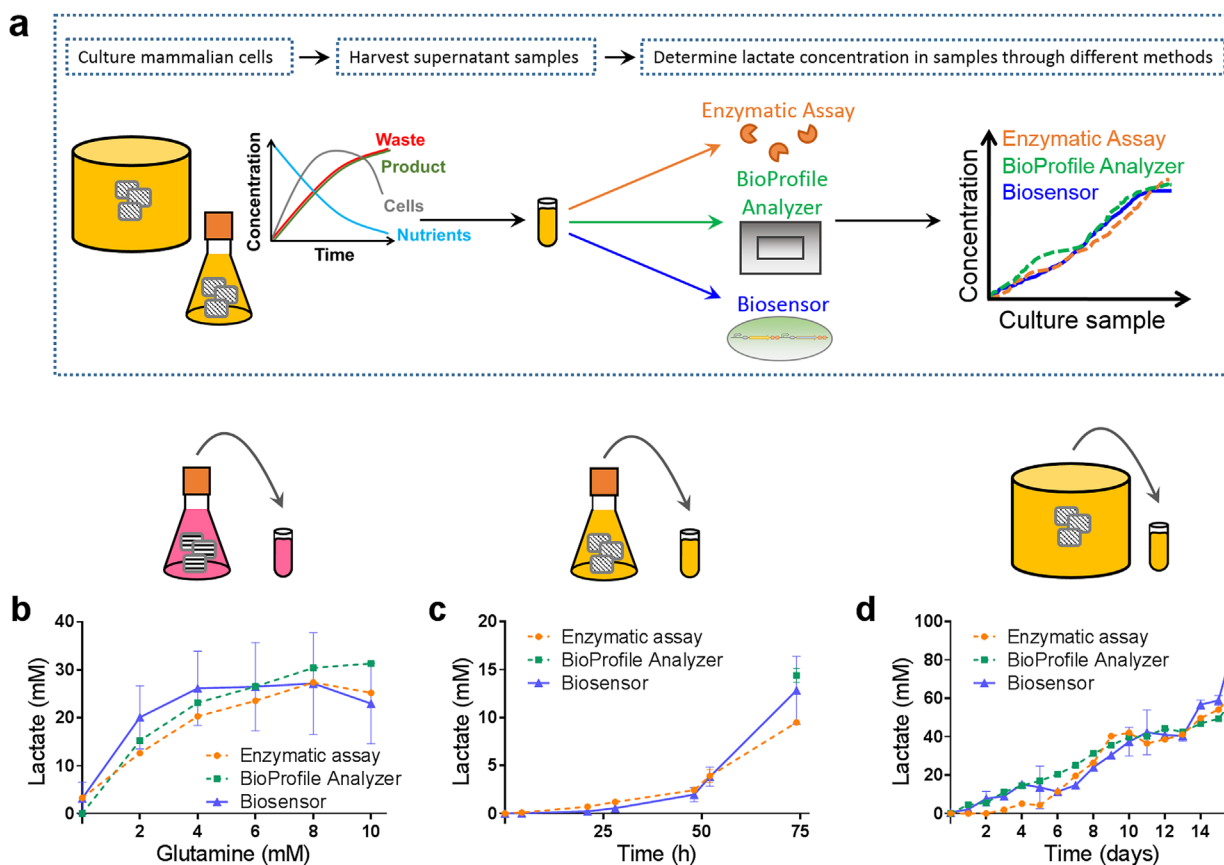 a
Culture mammalian cells
Harvest supernatant samples
Determine lactate concentration in samples through different methods
Concentration
Time
Waste
Product
Cells
Nutrients
Enzymatic Assay
BioProfile
Analyzer
Biosensor
Concentration
Culture sample
Enzymatic Assay
BioProfile Analyzer
Biosensor
b
Lactate (mM)
40
30
20
10
0
2 4 6 8 10
Glutamine (mM)
Enzymatic assay
BioProfile Analyzer
Biosensor
c
Lactate (mM)
20
15
10
5
0
25 50 75
Time (h)
Enzymatic assay
BioProfile Analyzer
Biosensor
d
Lactate (mM)
100
80
60
40
20
0
2 4 6 8 10 12 14
Time (days)
Enzymatic assay
BioProfile Analyzer
Biosensor